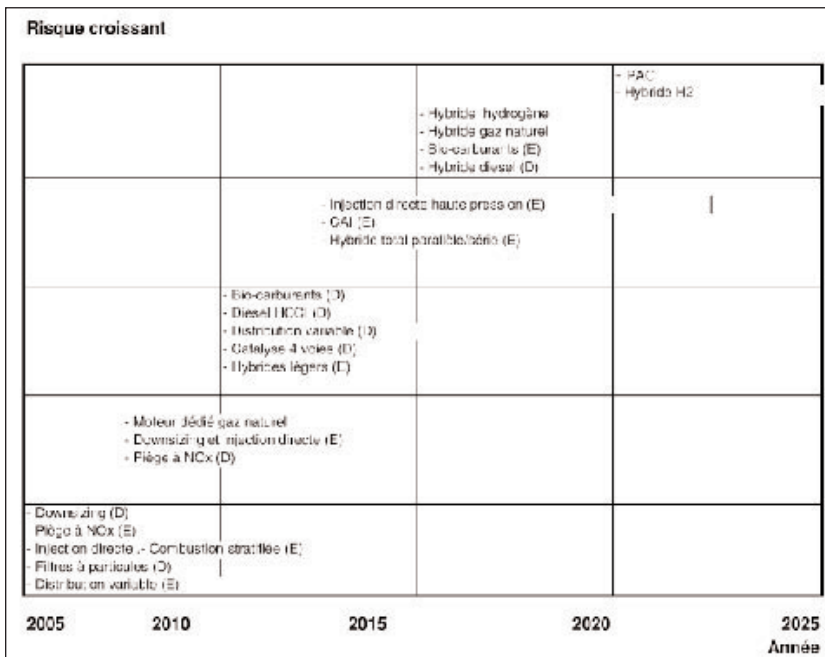 Risque croissant
- PAC
- Hybride H2
- Hybride hydrogène
- Hybride gaz naturel
- Bio-carburants (E)
- Hybride diesel (D)
- Injection directe haute pression (E)
- CAI (E)
- Hybride total parallèle/série (E)
- Bio-carburants (D)
- Diesel HCCI (D)
- Distribution variable (D)
- Catalyse 4 voies (D)
- Hybrides légers (E)
- Moteur dédié gaz naturel
- Downsizing et injection directe (E)
- Piège à NOx (D)
- Downsizing (D)
Piège à NOx (E)
- Injection directe .- Combustion stratifiée (E)
- Filtres à particules (D)
- Distribution variable (E)
2005 2010 2015 2020 2025
Année